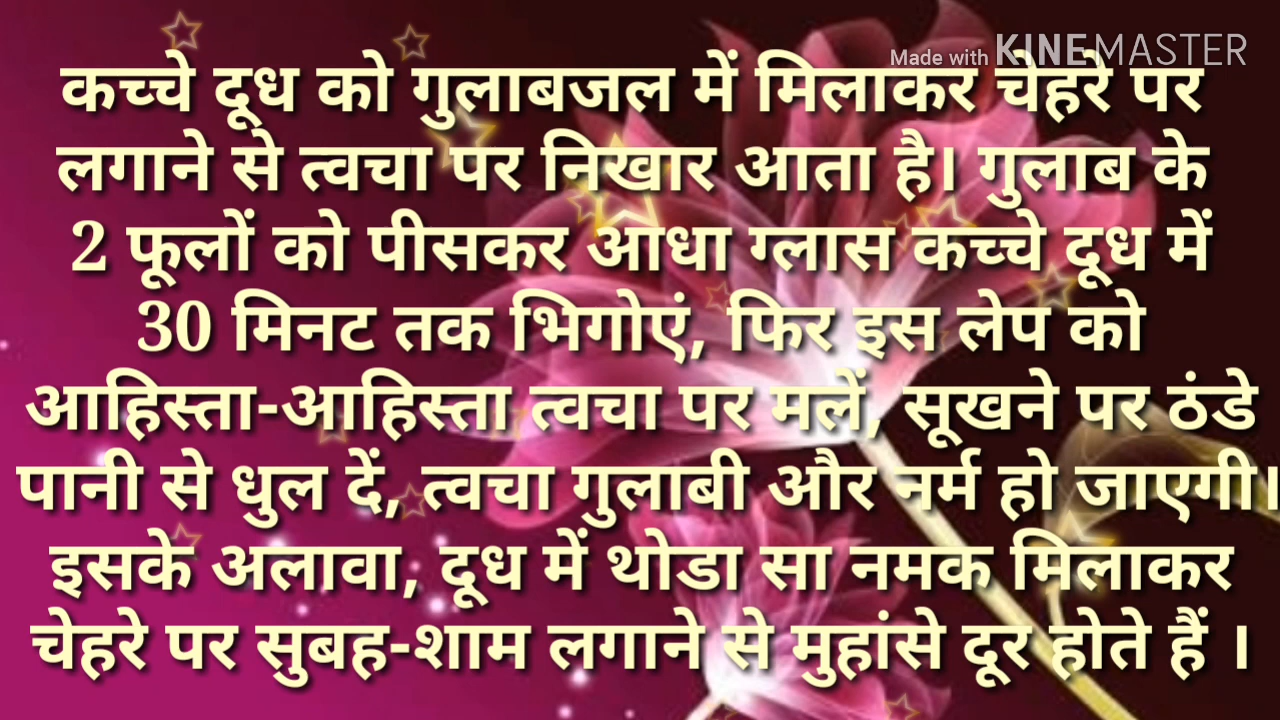 Made with KINEMASTER
कच्चे दूध को गुलाबजल में मिलाकर चेहरे पर
लगाने से त्वचा पर निखार आता है। गुलाब के
2 फूलों को पीसकर आधा ग्लास कच्चे दूध में
30 मिनट तक भिगोएं, फिर इस लेप को
आहिस्ता-आहिस्ता त्वचा पर मलें, सूखने पर ठंडे
पानी से धुल दें, त्वचा गुलाबी और नर्म हो जाएगी।
इसके अलावा, दूध में थोडा सा नमक मिलाकर
चेहरे पर सुबह-शाम लगाने से मुहांसे दूर होते हैं ।